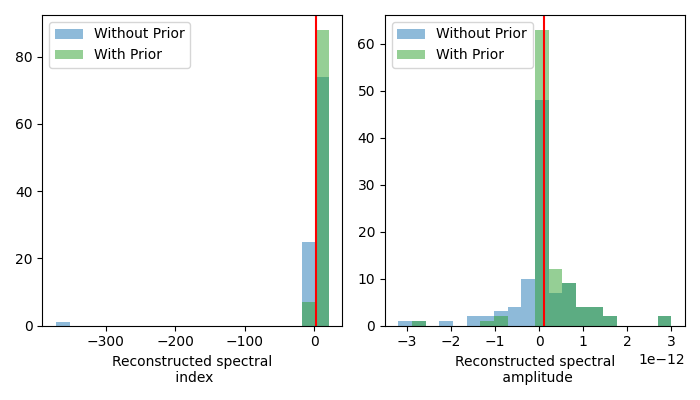 Without Prior
With Prior
80
60
40
20
0
−300
−200
−100
0
Reconstructed spectral
index
Without Prior
With Prior
60
50
40
30
20
10
0
−3
−2
−1
0
1
2
3
1e−12
Reconstructed spectral
amplitude